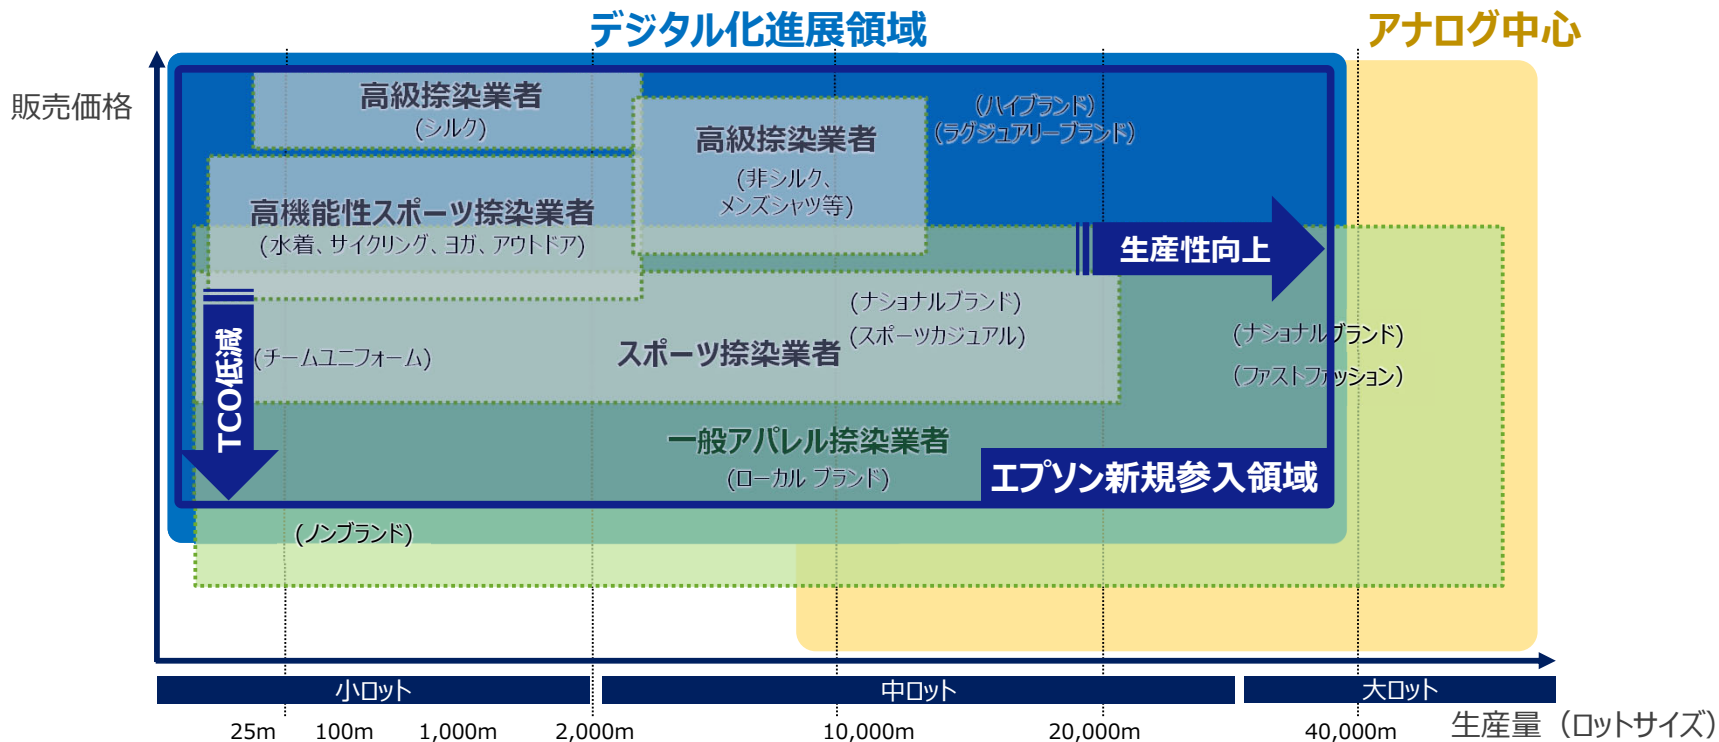 デジタル化進展領域
アナログ中心
販売価格
高級捺染業者
(シルク)
高級捺染業者
(非シルク、
メンズシャツ等)
(ハイブランド)
(ラグジュアリーブランド)
高機能性スポーツ捺染業者
(水着、サイクリング、ヨガ、アウトドア)
生産性向上
TCO低減
(チームユニフォーム)
スポーツ捺染業者
(ナショナルブランド)
(スポーツカジュアル)
(ナショナルブランド)
(ファストファッション)
一般アパレル捺染業者
(ローカル ブランド)
エプソン新規参入領域
(ノンブランド)
小ロット
中ロット
大ロット
25m
100m
1,000m
2,000m
10,000m
20,000m
40,000m
生産量（ロットサイズ）